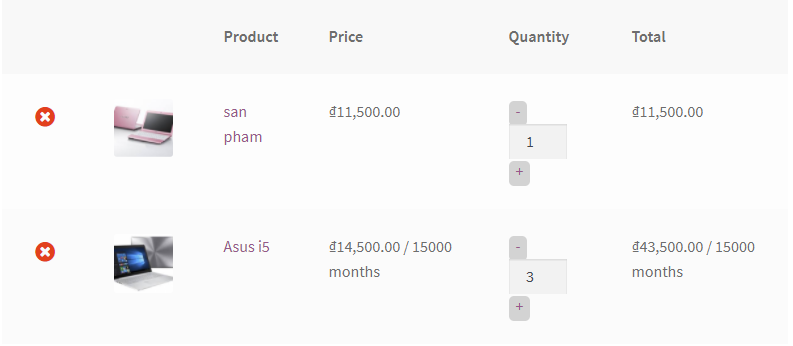 Product Price Quantity Total
san ₫11,500.00 - ₫11,500.00
pham 1
+
Asus i5 ₫14,500.00 / 15000 - ₫43,500.00 / 15000
months 3 months
+